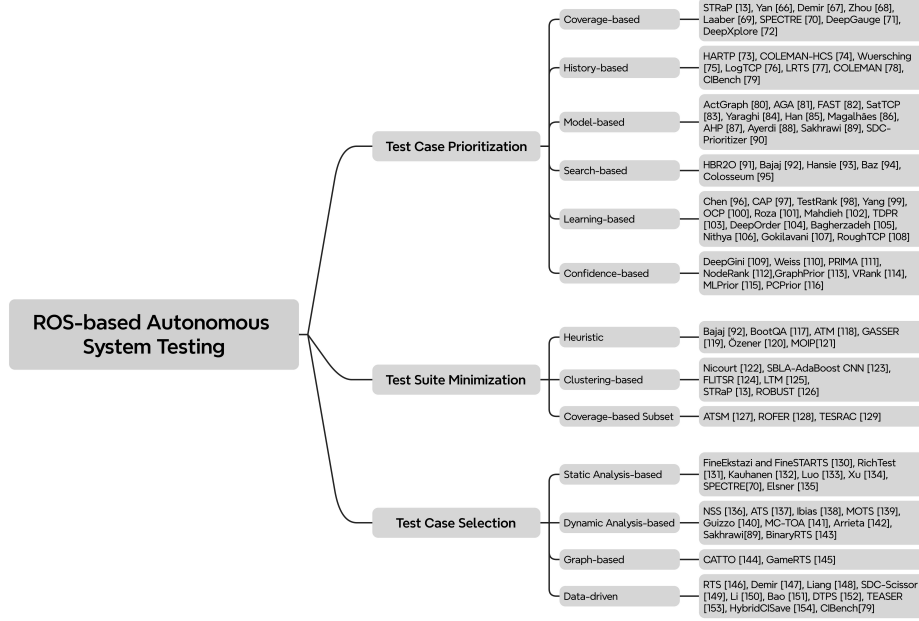 ROS-based Autonomous
System Testing
Test Case Prioritization
Coverage-based
STRaP [13], Yan [66], Demir [67], Zhou [68],
Laaber [69], SPECTRE [70], DeepGauge [71],
DeepXplore [72]
History-based
HARTP [73], COLEMAN-HCS [74], Wuersching
[75], LogTCP [76], LRTS [77], COLEMAN [78],
CIBench [79]
Model-based
ActGraph [80], AGA [81], FAST [82], SatTCP
[83], Yaraghi [84], Han [85], Magalhães [86],
AHP [87], Ayerdi [88], Sakhrawi [89], SDC-
Prioritizer [90]
Search-based
HBR2O [91], Bajaj [92], Hansie [93], Baz [94],
Colosseum [95]
Learning-based
Chen [96], CAP [97], TestRank [98], Yang [99],
OCP [100], Roza [101], Mahdieh [102], TDPR
[103], DeepOrder [104], Bagherzadeh [105],
Nithya [106], Gokilavani [107], RoughTCP [108]
Confidence-based
DeepGini [109], Weiss [110], PRIMA [111],
NodeRank [112],GraphPrior [113], VRank [114],
MLPrior [115], PCPrior [116]
Test Suite Minimization
Heuristic
Bajaj [92], BootQA [117], ATM [118], GASSER
[119], Özener [120], MOIP[121]
Clustering-based
Nicourt [122], SBLA-AdaBoost CNN [123],
FLITSR [124], LTM [125],
STRaP [13], ROBUST [126]
Coverage-based Subset
ATSM [127], ROFER [128], TESRAC [129]
Test Case Selection
Static Analysis-based
FineEkstazi and FineSTARTS [130], RichTest
[131], Kauhanen [132], Luo [133], Xu [134],
SPECTRE[70], Elsner [135]
Dynamic Analysis-based
NSS [136], ATS [137], Ibias [138], MOTS [139],
Guizzo [140], MC-TOA [141], Arrieta [142],
Sakhrawi[89], BinaryRTS [143]
Graph-based
CATTO [144], GameRTS [145]
Data-driven
RTS [146], Demir [147], Liang [148], SDC-Scissor
[149], Li [150], Bao [151], DTPS [152], TEASER
[153], HybridCISave [154], CIBench[79]